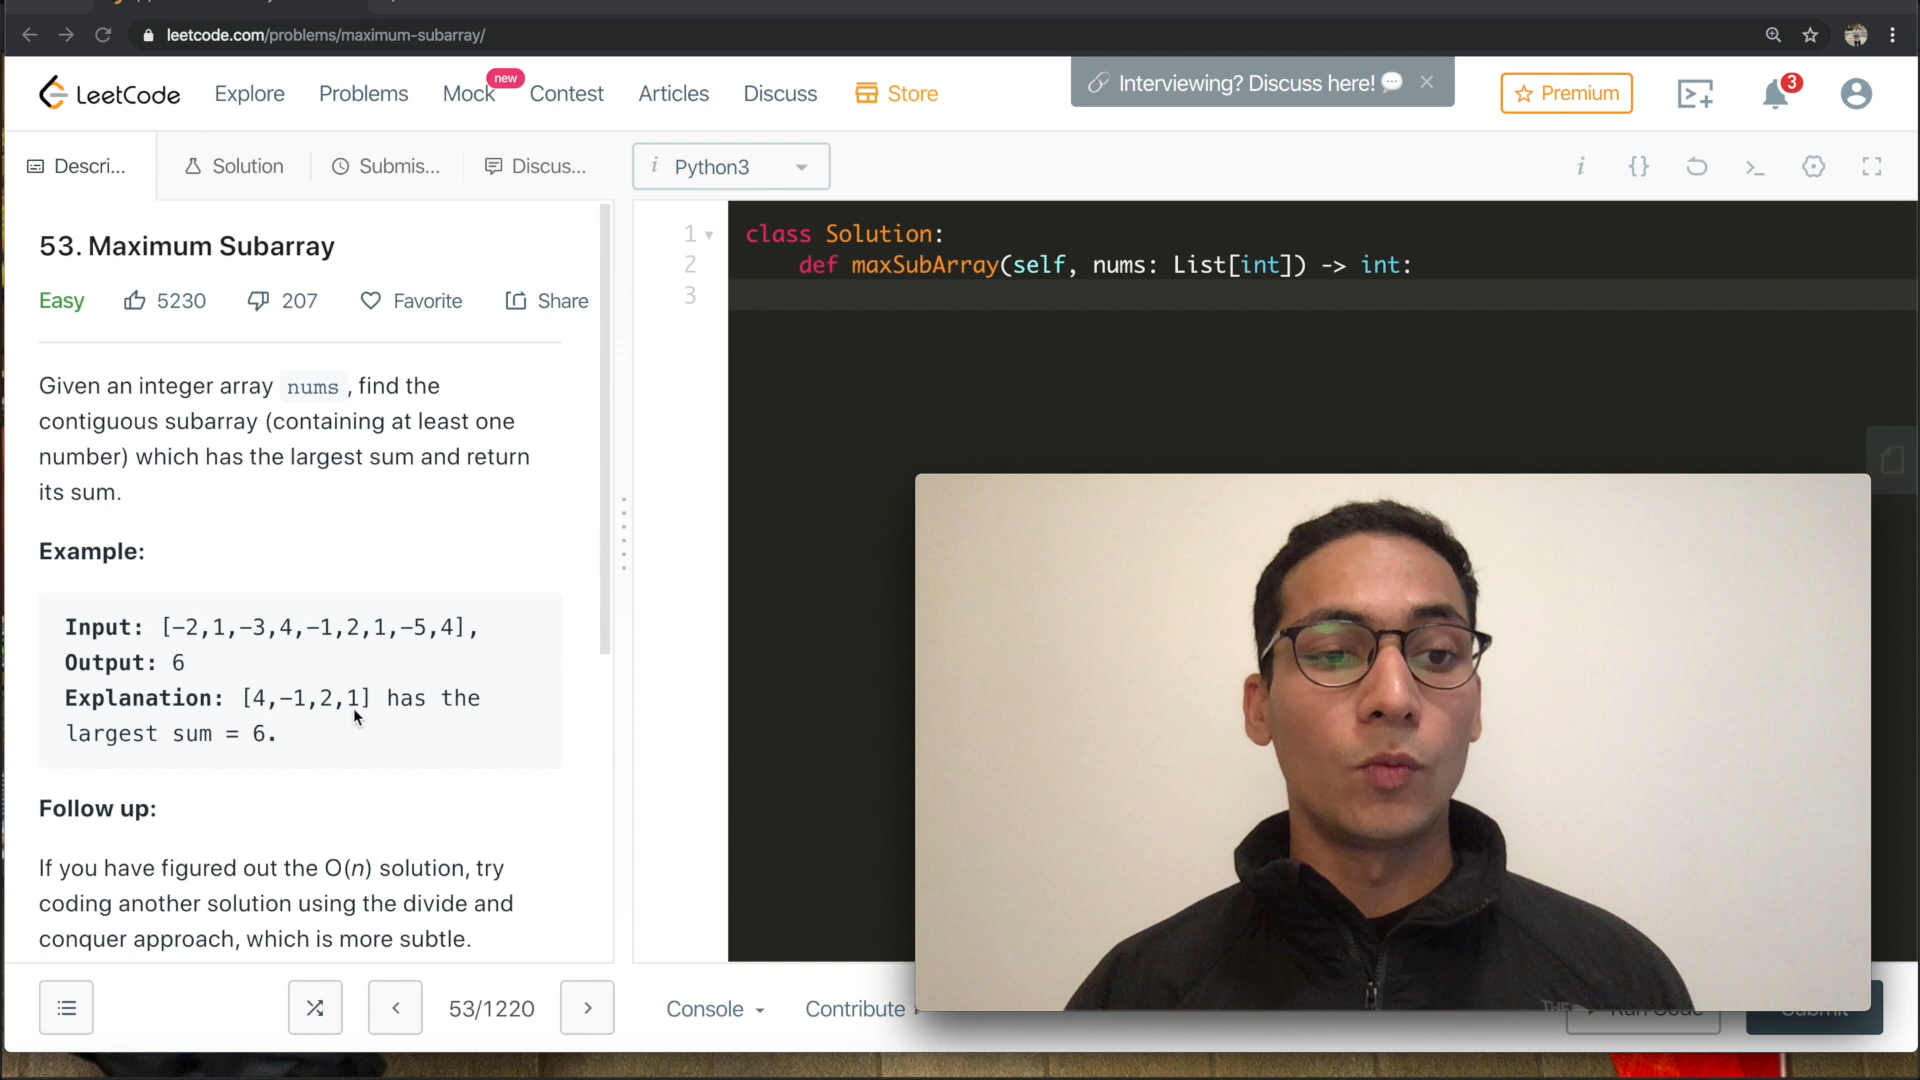 leetcode.com/problems/maximum-subarray/
LeetCode
Explore
Problems
Mock
new
Contest
Articles
Discuss
Store
Interviewing? Discuss here!
Premium
3
Descri...
Solution
Submis...
Discus...
Python3
53. Maximum Subarray
Easy
5230
207
Favorite
Share
Given an integer array nums , find the
contiguous subarray (containing at least one
number) which has the largest sum and return
its sum.
Example:
Input: [-2,1,-3,4,-1,2,1,-5,4],
Output: 6
Explanation: [4,-1,2,1] has the
largest sum = 6.
Follow up:
If you have figured out the O(n) solution, try
coding another solution using the divide and
conquer approach, which is more subtle.
53/1220
Console
Contribute
1
2
3
class Solution:
def maxSubArray(self, nums: List[int]) -> int:
THE
Run Code
Submit